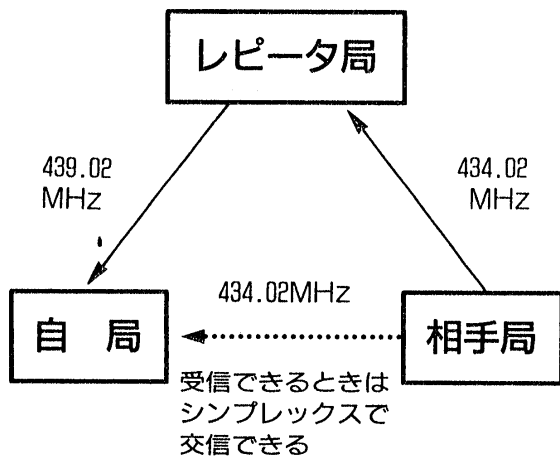 レピータ局
439.02
MHz
434.02
MHz
434.02MHz
自 局
相手局
受信できるときは
シンプレックスで
交信できる